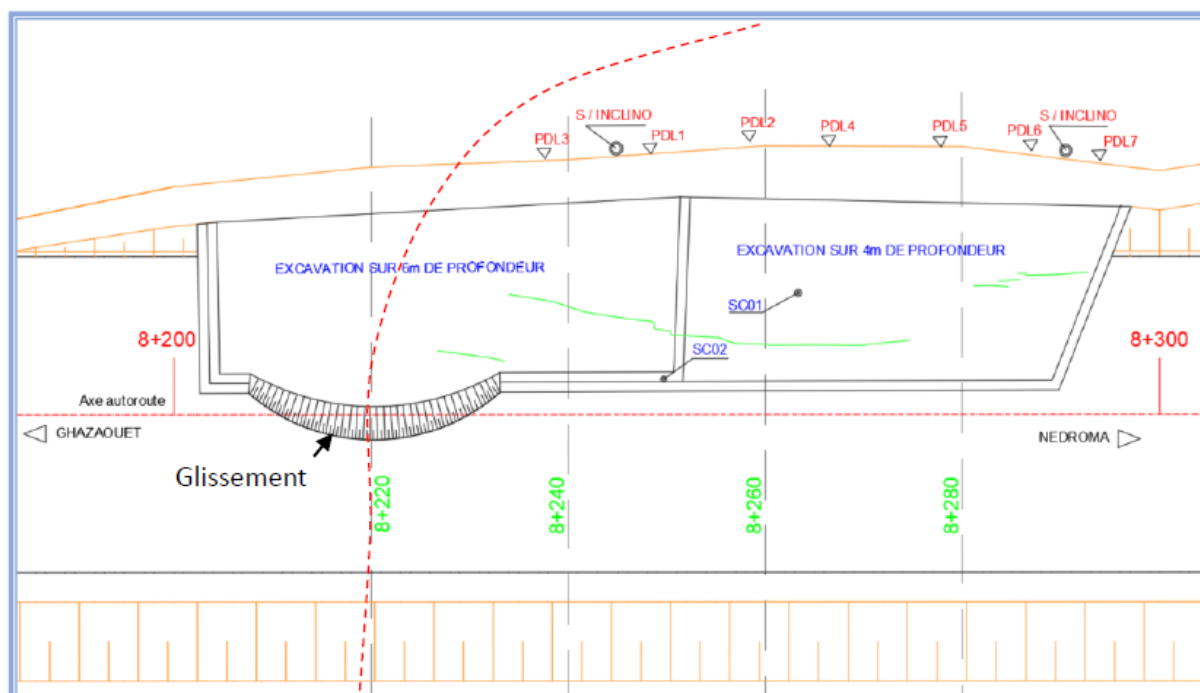 S / INCLINO
S / INCLINO
PDL3
PDL1
PDL2
PDL4
PDL5
PDL6
PDL7
EXCAVATION SUR 6m DE PROFONDEUR
EXCAVATION SUR 4m DE PROFONDEUR
SC01
SC02
8+200
8+300
Axe autoroute
GHAZAOUET
NEDROMA
Glissement
8+220
8+240
8+260
8+280